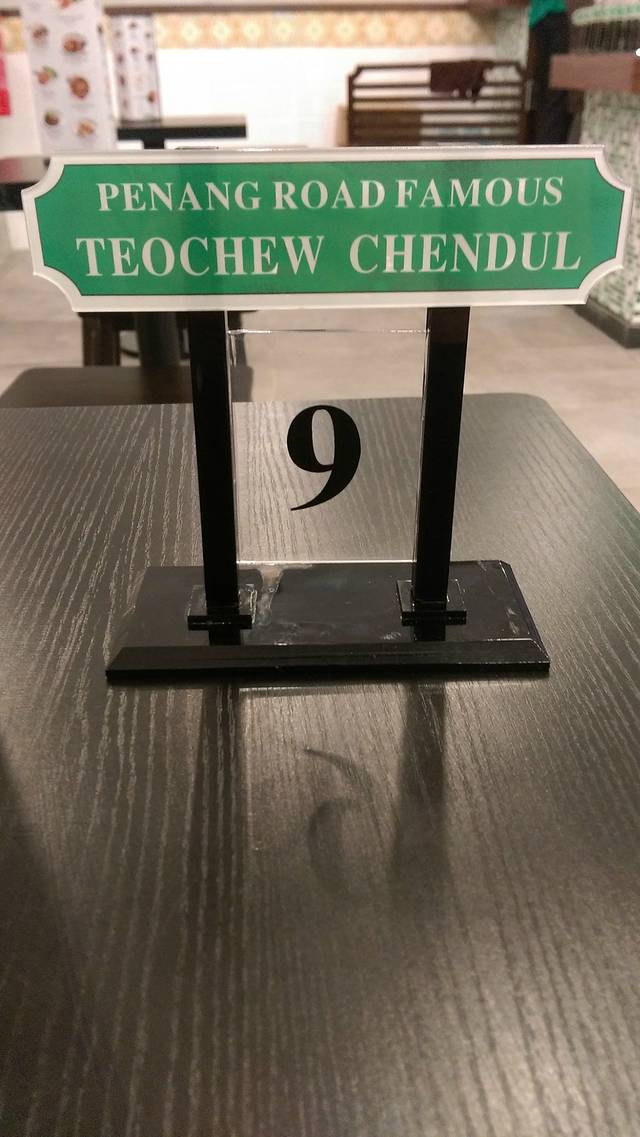 PENANG ROAD FAMOUS
TEOCHEW CHENDUL
9